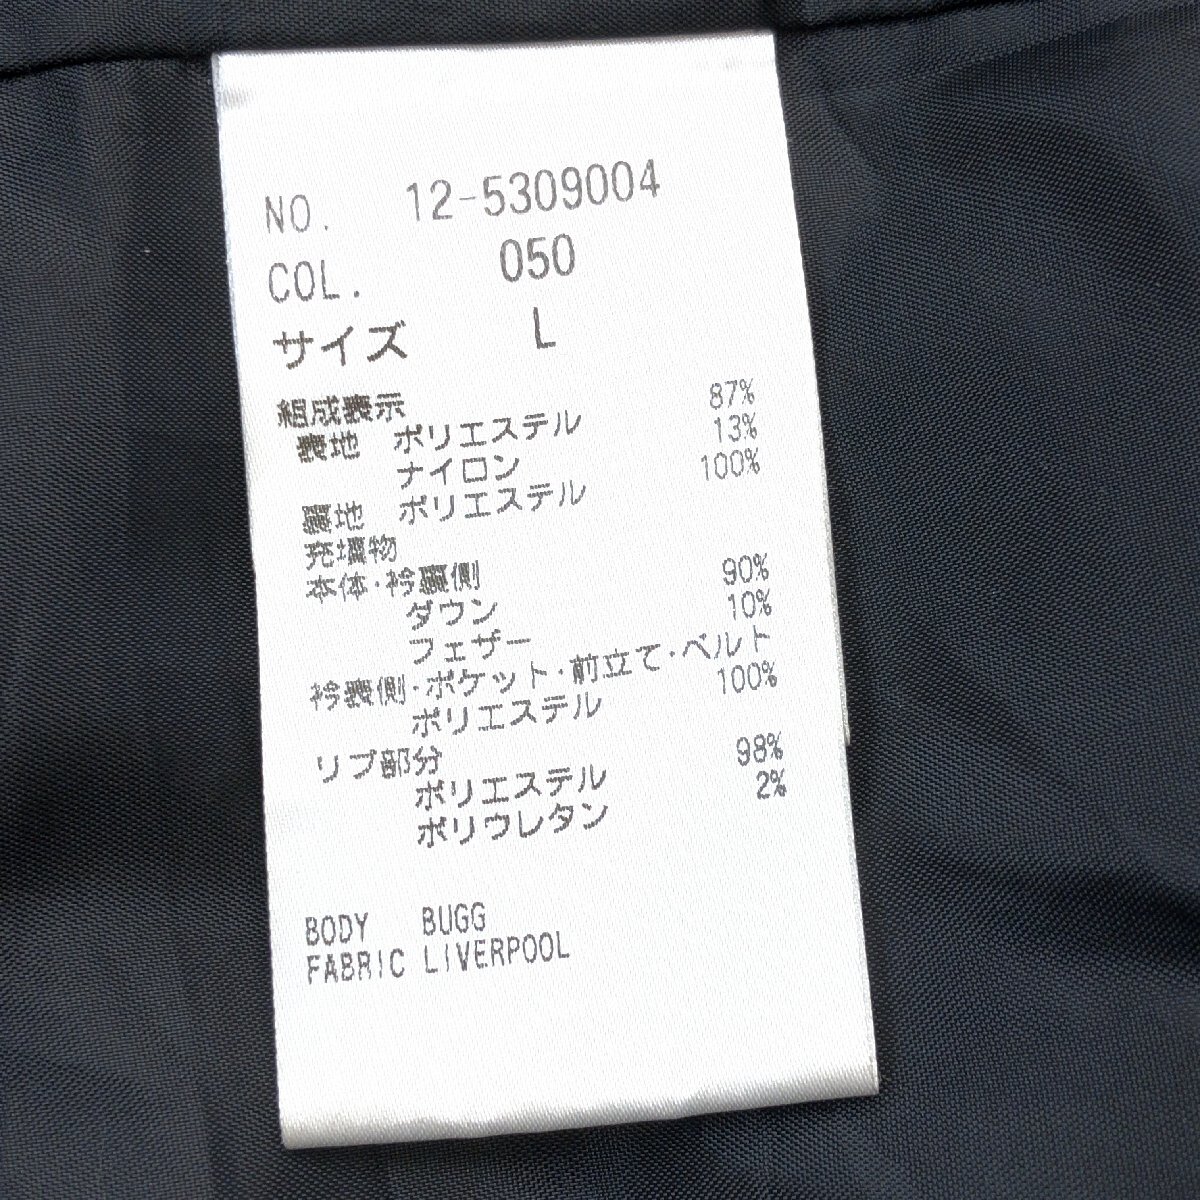 NO. 12-5309004
COL. 050
サイズ L
組成表示
表地 ポリエステル 87%
ナイロン 13%
裏地 ポリエステル 100%
充填物
本体・衿裏側
ダウン 90%
フェザー 10%
衿表側・ポケット・前立て・ベルト
ポリエステル 100%
リブ部分
ポリエステル 98%
ポリウレタン 2%
BODY BUGG
FABRIC LIVERPOOL